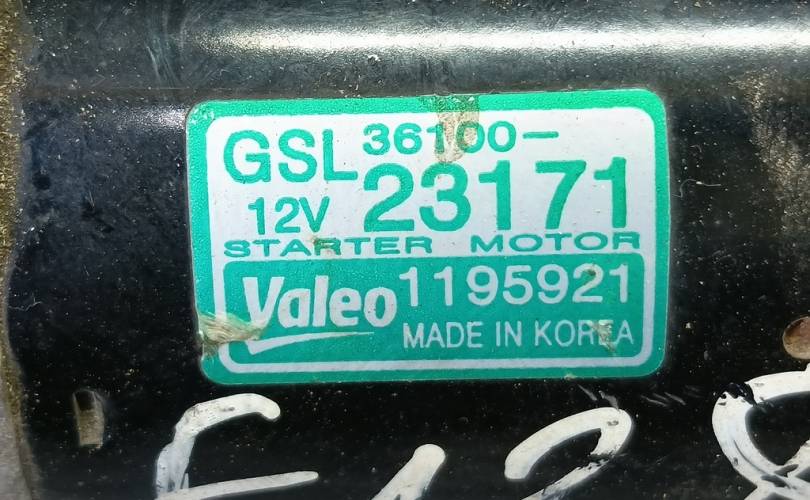 GSL 36100-
12V 23171
STARTER MOTOR
Valeo 1195921
MADE IN KOREA